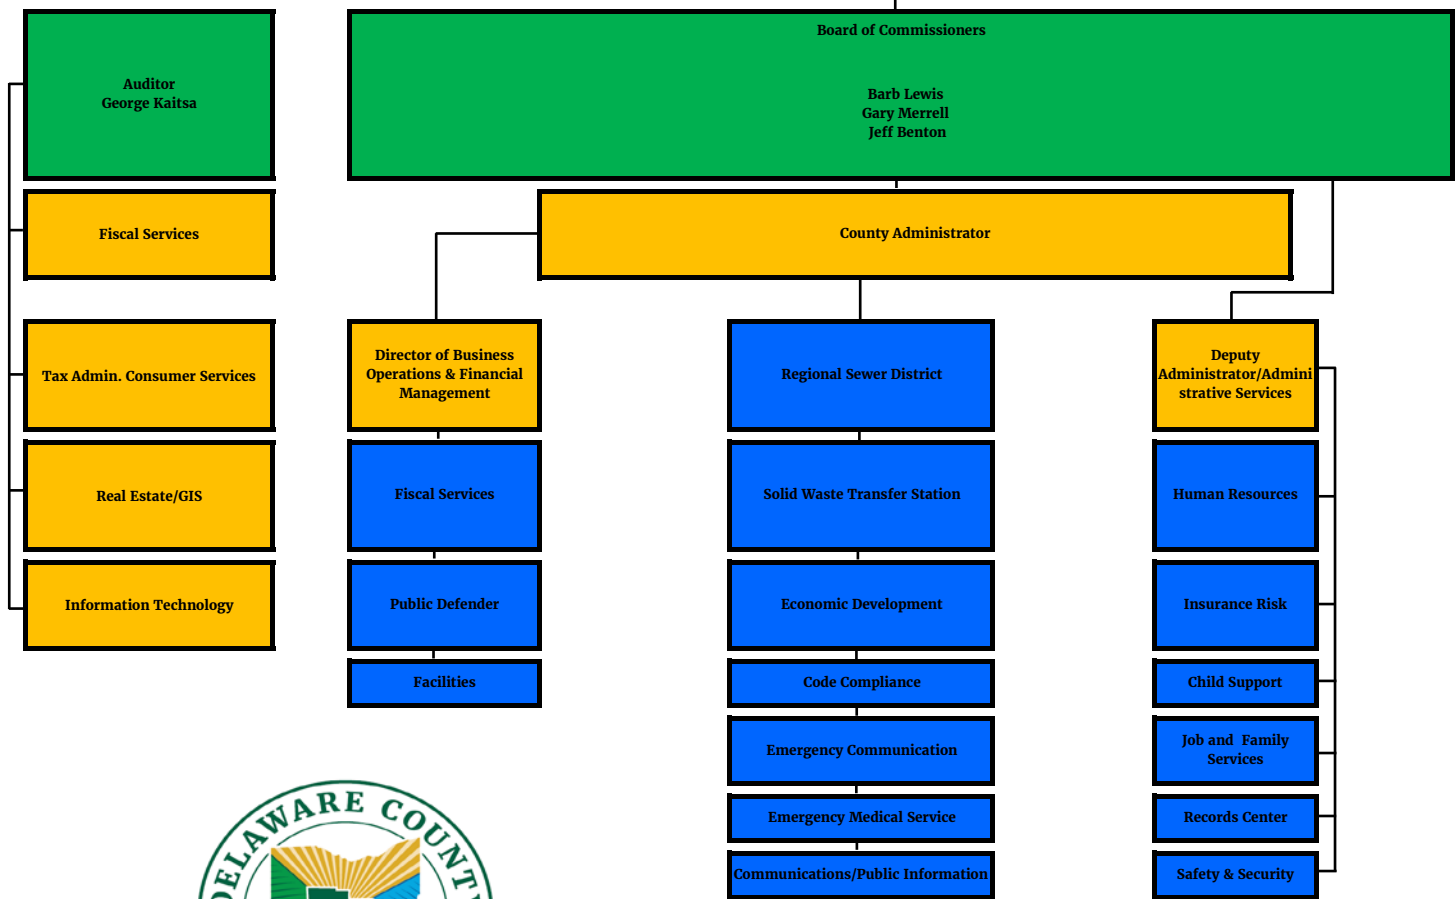 Auditor
George Kaitsa
Fiscal Services
Tax Admin. Consumer Services
Real Estate/GIS
Information Technology
Board of Commissioners
Barb Lewis
Gary Merrell
Jeff Benton
County Administrator
Director of Business
Operations & Financial
Management
Fiscal Services
Public Defender
Facilities
Regional Sewer District
Solid Waste Transfer Station
Economic Development
Code Compliance
Emergency Communication
Emergency Medical Service
Communications/Public Information
Deputy
Administrator/Admini
strative Services
Human Resources
Insurance Risk
Child Support
Job and  Family
Services
Records Center
Safety & Security
DELAWARE COUNTY